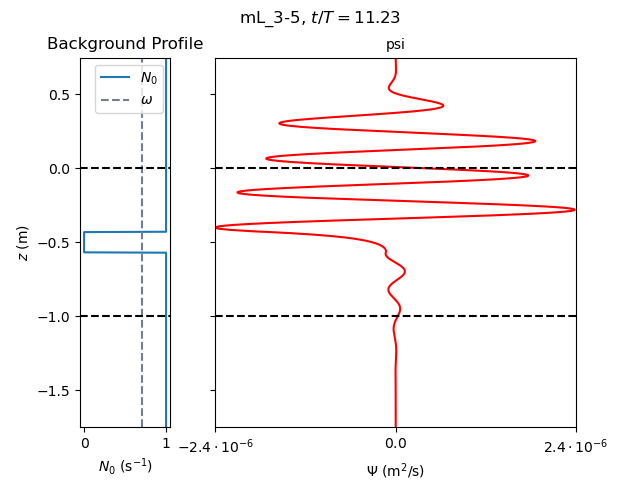 mL_3-5, t/T = 11.23
Background Profile
psi
N₀
ω
0.5
0.0
−0.5
−1.0
−1.5
z (m)
0
1
N₀ (s⁻¹)
−2.4 · 10⁻⁶
0.0
2.4 · 10⁻⁶
Ψ (m²/s)